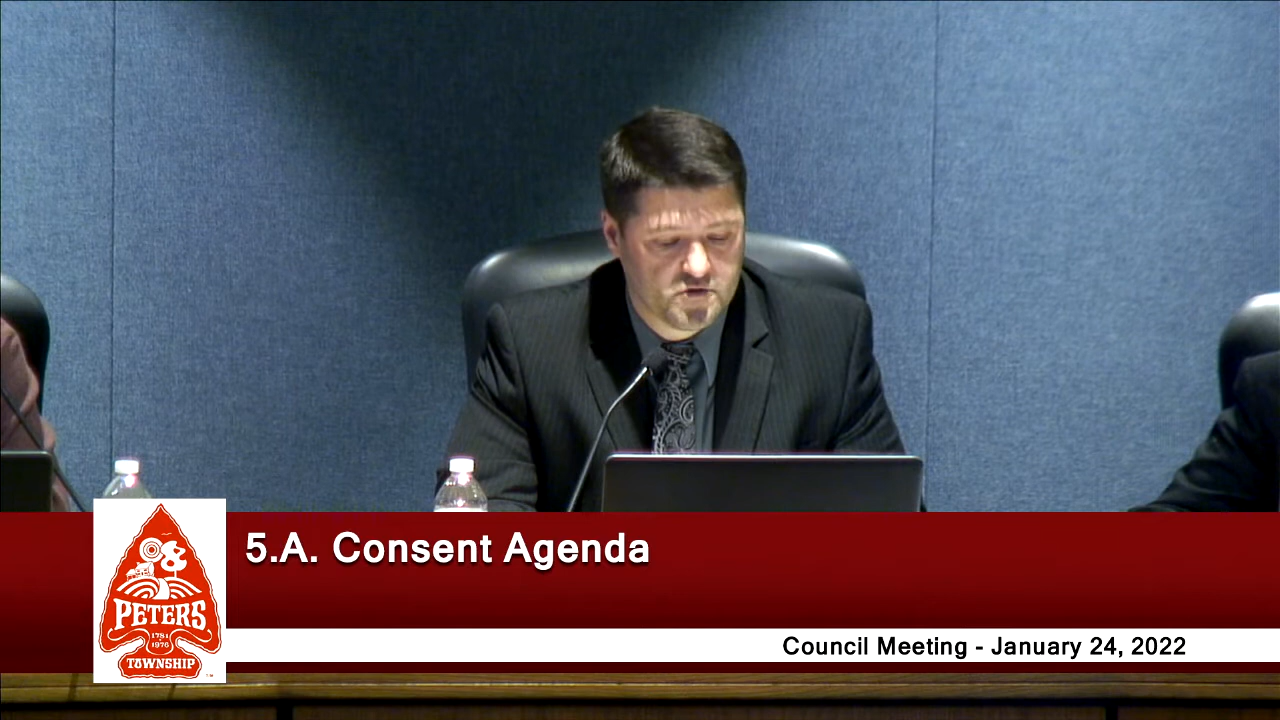 5.A. Consent Agenda
Council Meeting - January 24, 2022
PETERS
1781
1976
TOWNSHIP